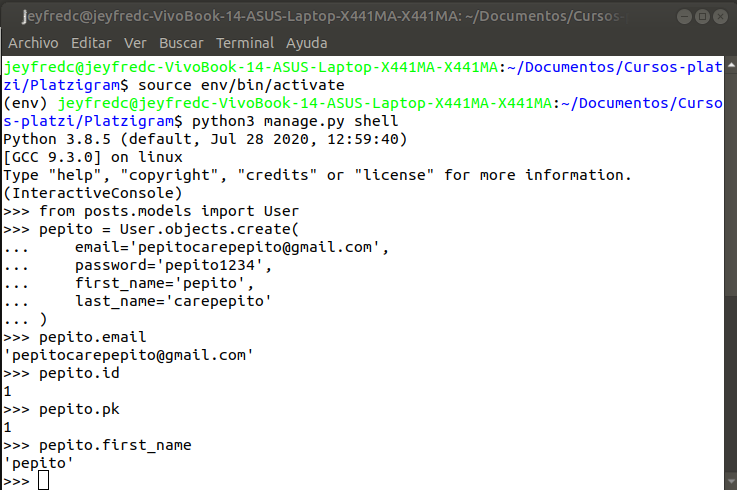 jeyfredc@jeyfredc-VivoBook-14-ASUS-Laptop-X441MA-X441MA: ~/Documentos/Cursos-
Archivo Editar Ver Buscar Terminal Ayuda
jeyfredc@jeyfredc-VivoBook-14-ASUS-Laptop-X441MA-X441MA:~/Documentos/Cursos-plat
zi/Platzigram$ source env/bin/activate
(env) jeyfredc@jeyfredc-VivoBook-14-ASUS-Laptop-X441MA-X441MA:~/Documentos/Curso
s-platzi/Platzigram$ python3 manage.py shell
Python 3.8.5 (default, Jul 28 2020, 12:59:40)
[GCC 9.3.0] on linux
Type "help", "copyright", "credits" or "license" for more information.
(InteractiveConsole)
>>> from posts.models import User
>>> pepito = User.objects.create(
...     email='pepitocarepepito@gmail.com',
...     password='pepito1234',
...     first_name='pepito',
...     last_name='carepepito'
... )
>>> pepito.email
'pepitocarepepito@gmail.com'
>>> pepito.id
1
>>> pepito.pk
1
>>> pepito.first_name
'pepito'
>>>